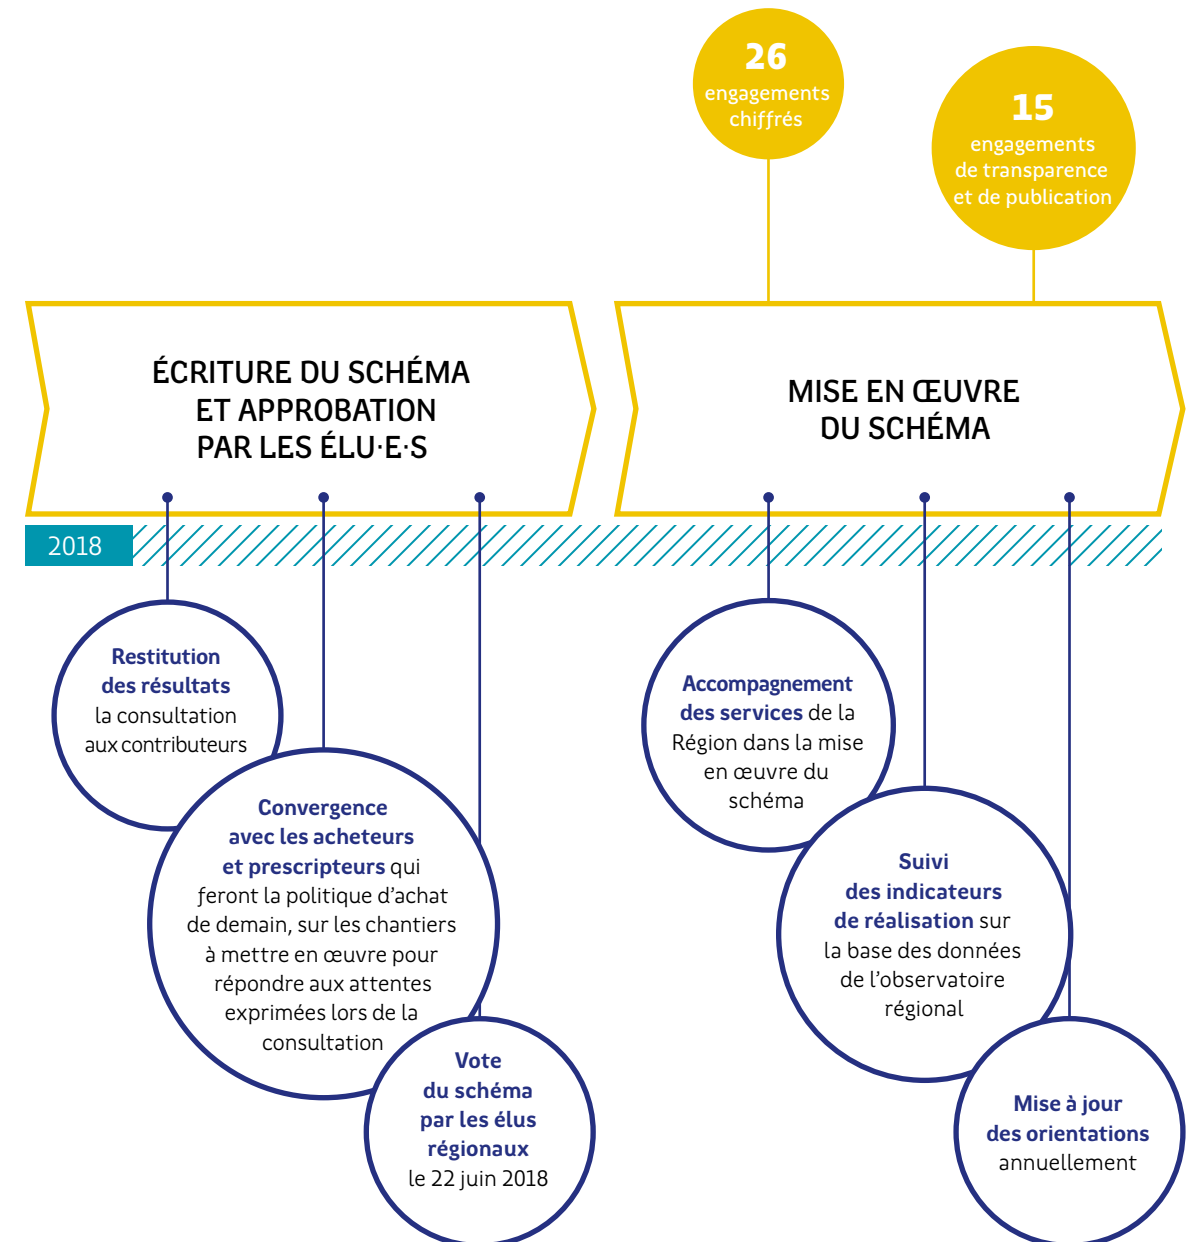 26
engagements
chiffrés
15
engagements
de transparence
et de publication
ÉCRITURE DU SCHÉMA
ET APPROBATION
PAR LES ÉLU·E·S
MISE EN ŒUVRE
DU SCHÉMA
2018
Restitution
des résultats
la consultation
aux contributeurs
Convergence
avec les acheteurs
et prescripteurs qui
feront la politique d’achat
de demain, sur les chantiers
à mettre en œuvre pour
répondre aux attentes
exprimées lors de la
consultation
Vote
du schéma
par les élus
régionaux
le 22 juin 2018
Accompagnement
des services de la
Région dans la mise
en œuvre du
schéma
Suivi
des indicateurs
de réalisation sur
la base des données
de l’observatoire
régional
Mise à jour
des orientations
annuellement